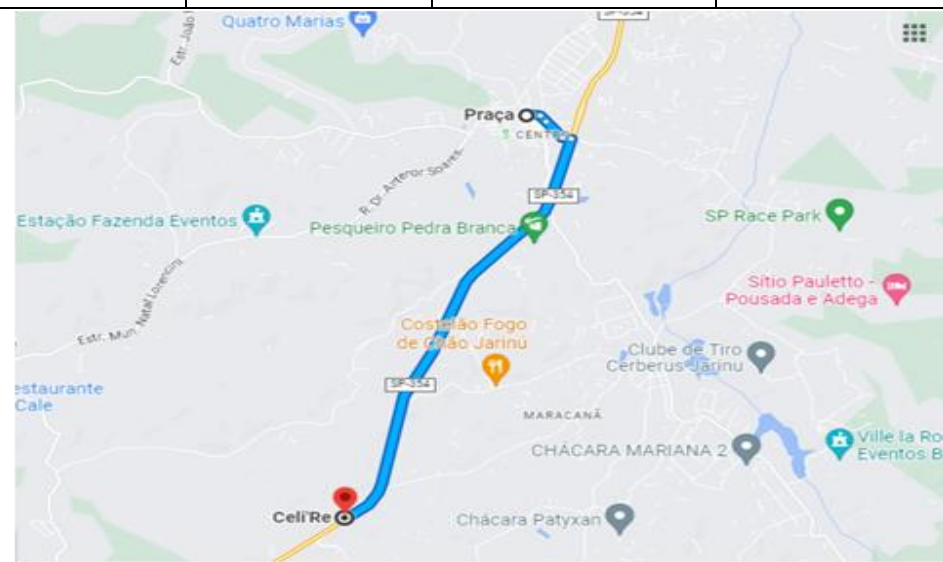 SP-354
Quatro Marias
Estr. João
Praça
CENTRO
R. Dr. Antenor Soares
SP-354
Estação Fazenda Eventos
Pesqueiro Pedra Branca
SP Race Park
Estr. Mun. Natal Lorencini
Sítio Pauletto -
Pousada e Adega
Costelão Fogo
de Chão Jarinu
Clube de Tiro
Cerberus Jarinu
SP-354
estaurante
Cale
MARACANÃ
CHÁCARA MARIANA 2
Ville la Ro
Eventos B
Celi'Re
Chácara Patyxan